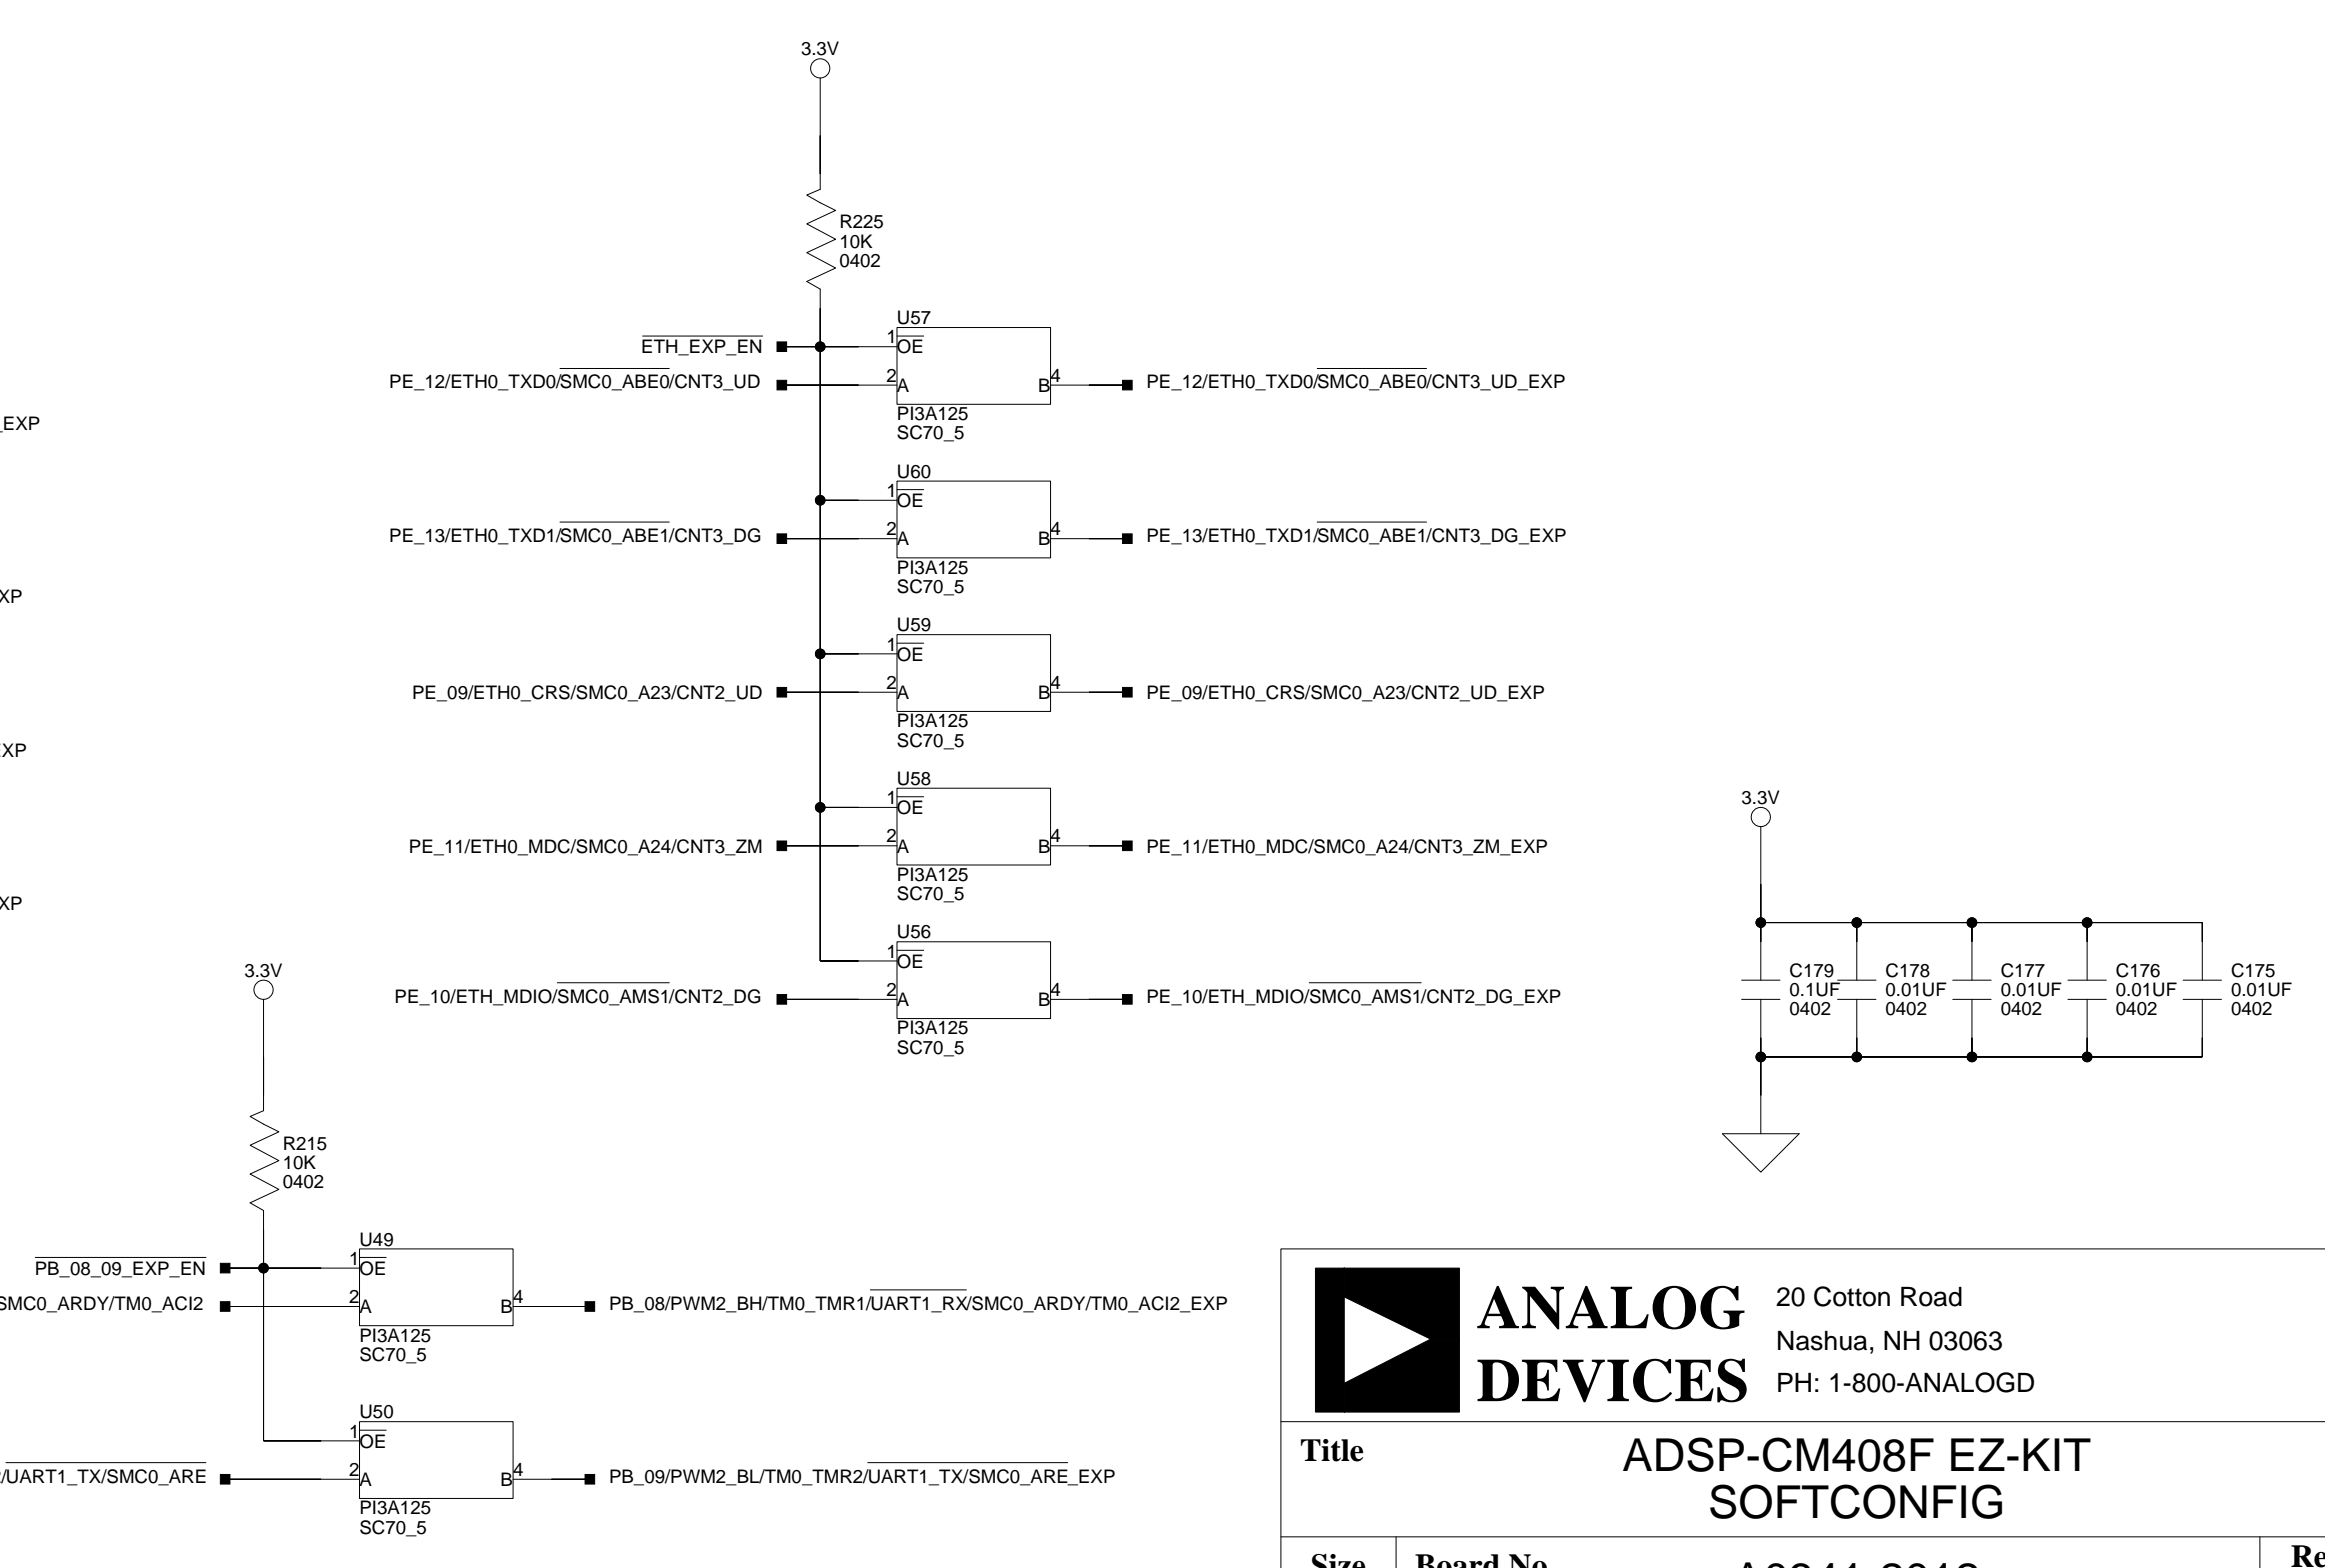 3.3V
R225
10K
0402
U57
ETH_EXP_EN
1
OE
PE_12/ETH0_TXD0/SMC0_ABE0/CNT3_UD
2
A
B
4
PE_12/ETH0_TXD0/SMC0_ABE0/CNT3_UD_EXP
PI3A125
SC70_5
_EXP
U60
1
OE
PE_13/ETH0_TXD1/SMC0_ABE1/CNT3_DG
2
A
B
4
PE_13/ETH0_TXD1/SMC0_ABE1/CNT3_DG_EXP
PI3A125
SC70_5
XP
U59
1
OE
PE_09/ETH0_CRS/SMC0_A23/CNT2_UD
2
A
B
4
PE_09/ETH0_CRS/SMC0_A23/CNT2_UD_EXP
PI3A125
SC70_5
XP
U58
1
OE
PE_11/ETH0_MDC/SMC0_A24/CNT3_ZM
2
A
B
4
PE_11/ETH0_MDC/SMC0_A24/CNT3_ZM_EXP
PI3A125
SC70_5
XP
U56
1
OE
PE_10/ETH_MDIO/SMC0_AMS1/CNT2_DG
2
A
B
4
PE_10/ETH_MDIO/SMC0_AMS1/CNT2_DG_EXP
PI3A125
SC70_5
3.3V
C179
0.1UF
0402
C178
0.01UF
0402
C177
0.01UF
0402
C176
0.01UF
0402
C175
0.01UF
0402
3.3V
R215
10K
0402
U49
PB_08_09_EXP_EN
1
OE
SMC0_ARDY/TM0_ACI2
2
A
B
4
PB_08/PWM2_BH/TM0_TMR1/UART1_RX/SMC0_ARDY/TM0_ACI2_EXP
PI3A125
SC70_5
U50
1
OE
/UART1_TX/SMC0_ARE
2
A
B
4
PB_09/PWM2_BL/TM0_TMR2/UART1_TX/SMC0_ARE_EXP
PI3A125
SC70_5
ANALOG
DEVICES
20 Cotton Road
Nashua, NH 03063
PH: 1-800-ANALOGD
Title
ADSP-CM408F EZ-KIT
SOFTCONFIG
Size
Board No
Re